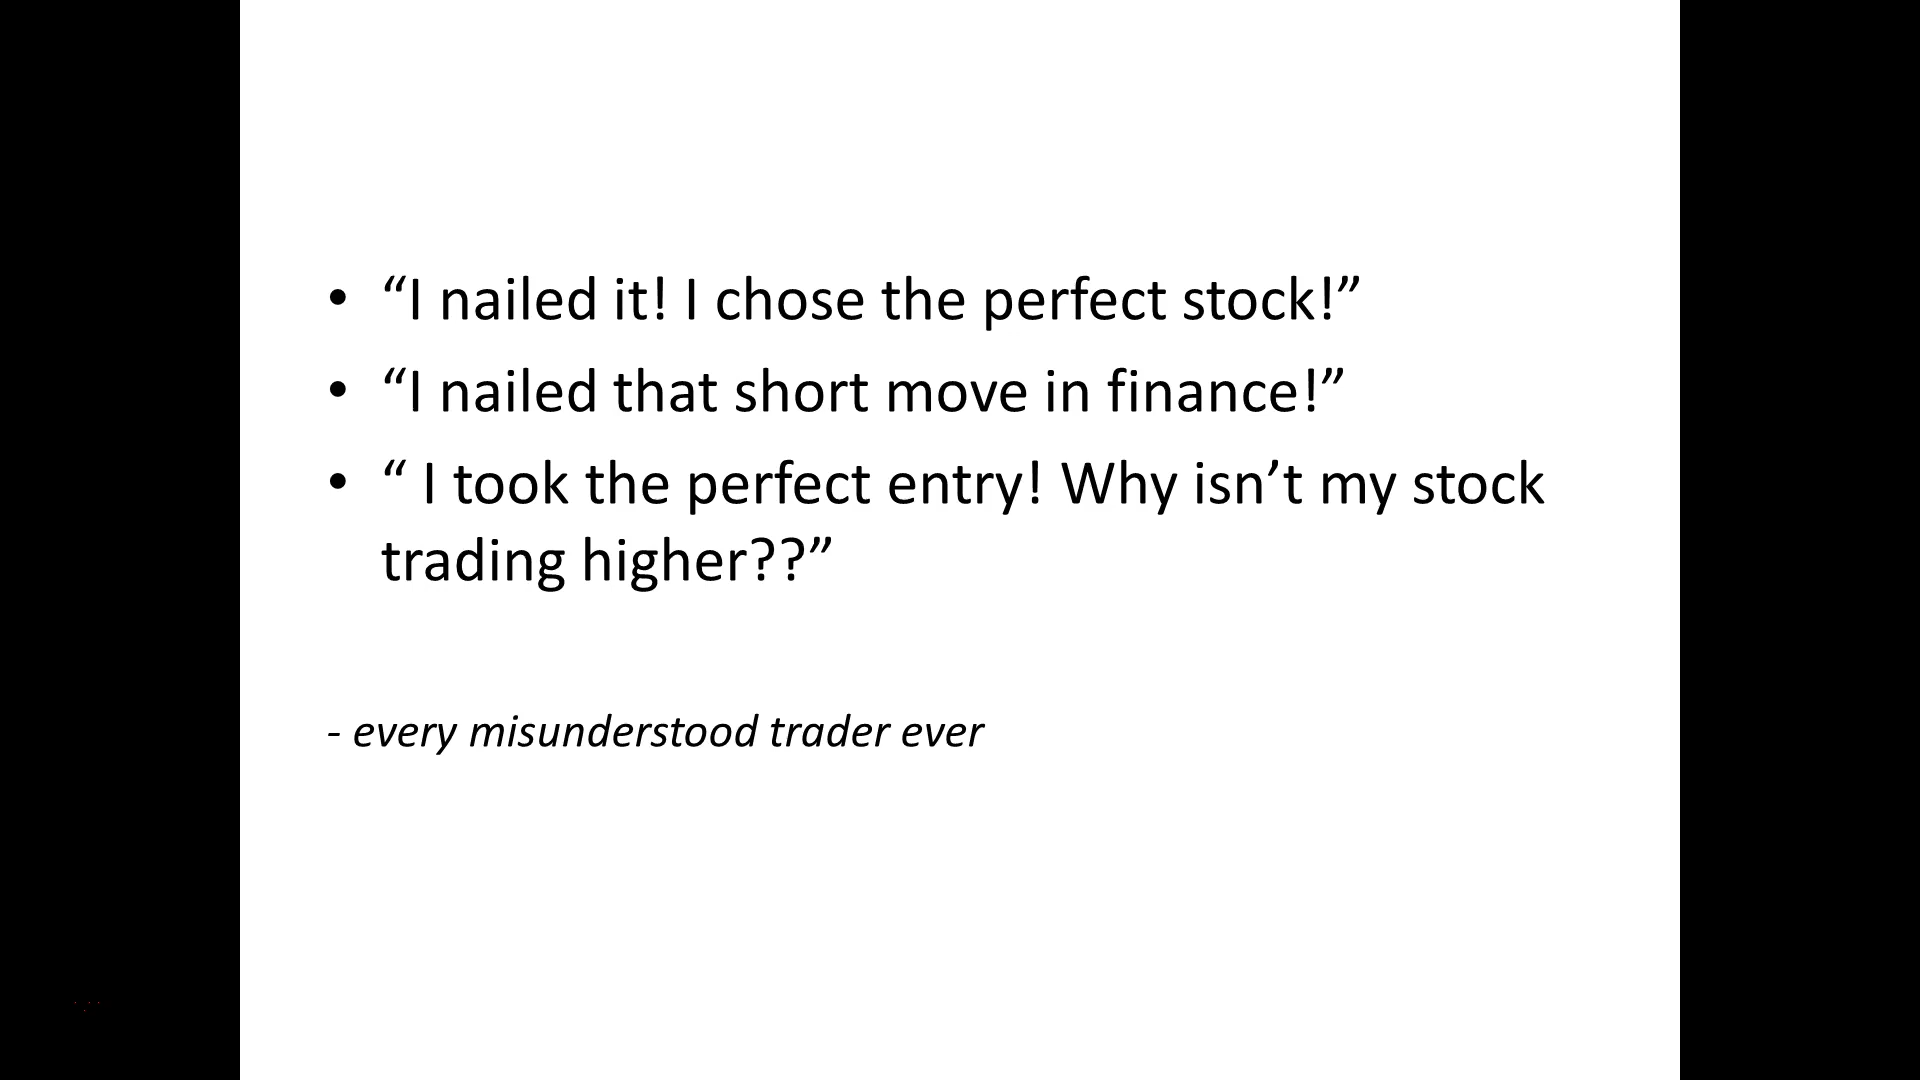 • “I nailed it! I chose the perfect stock!”
• “I nailed that short move in finance!”
• “ I took the perfect entry! Why isn’t my stock
trading higher??”
- every misunderstood trader ever